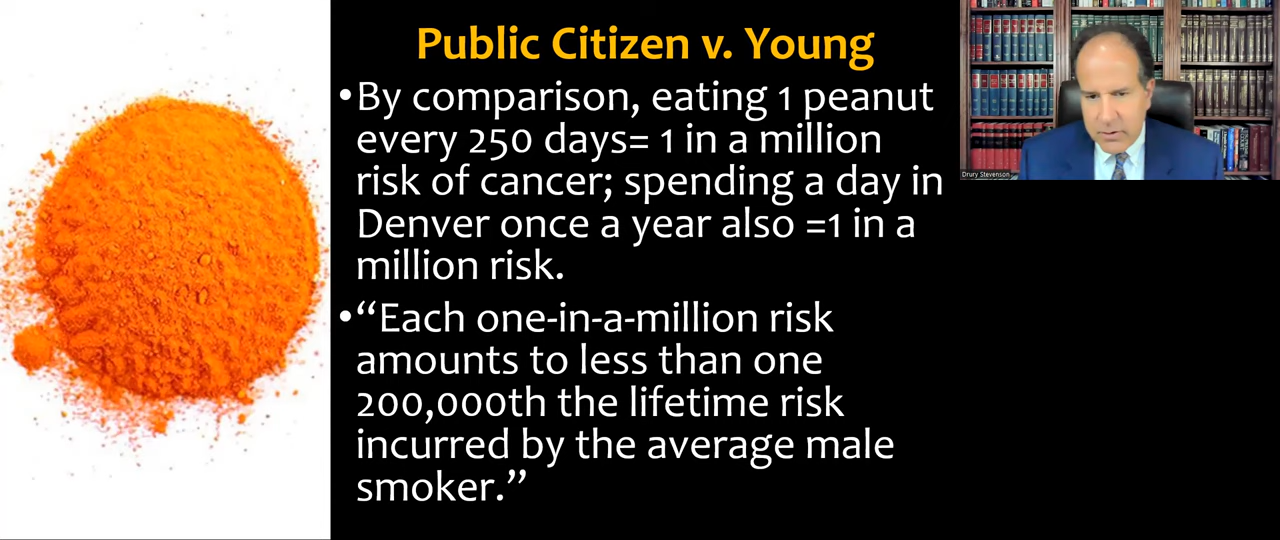 Public Citizen v. Young
•By comparison, eating 1 peanut
every 250 days= 1 in a million
risk of cancer; spending a day in
Denver once a year also =1 in a
million risk.
•“Each one-in-a-million risk
amounts to less than one
200,000th the lifetime risk
incurred by the average male
smoker.”
Drury Stevenson